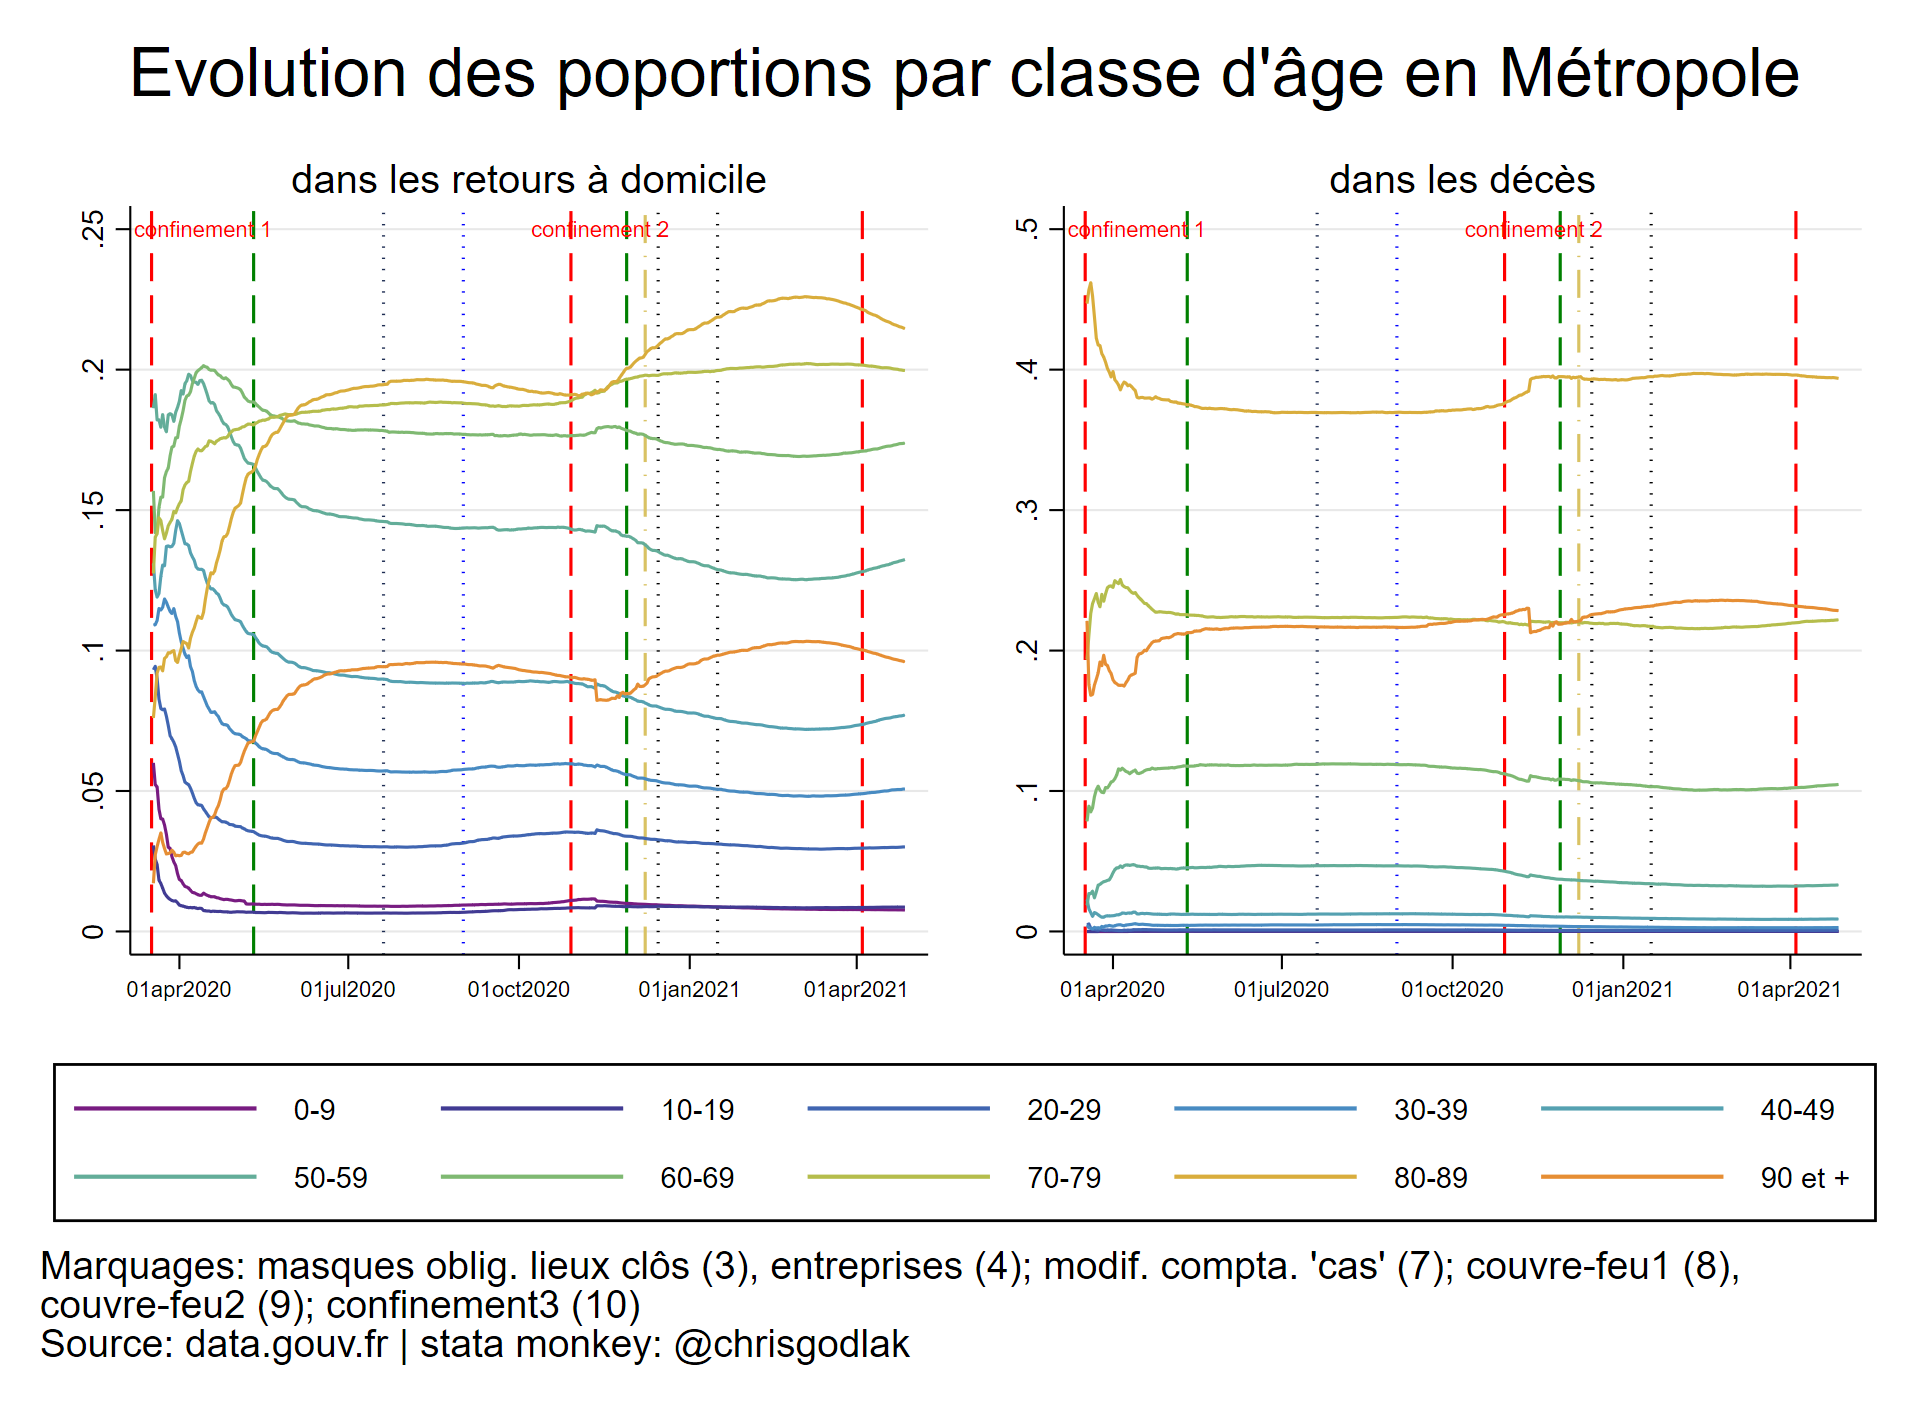 Evolution des poportions par classe d'âge en Métropole
dans les retours à domicile
confinement 1
confinement 2
.25
.2
.15
.1
.05
0
01apr2020
01jul2020
01oct2020
01jan2021
01apr2021
dans les décès
confinement 1
confinement 2
.5
.4
.3
.2
.1
0
01apr2020
01jul2020
01oct2020
01jan2021
01apr2021
0-9
10-19
20-29
30-39
40-49
50-59
60-69
70-79
80-89
90 et +
Marquages: masques oblig. lieux clôs (3), entreprises (4); modif. compta. 'cas' (7); couvre-feu1 (8),
couvre-feu2 (9); confinement3 (10)
Source: data.gouv.fr | stata monkey: @chrisgodlak